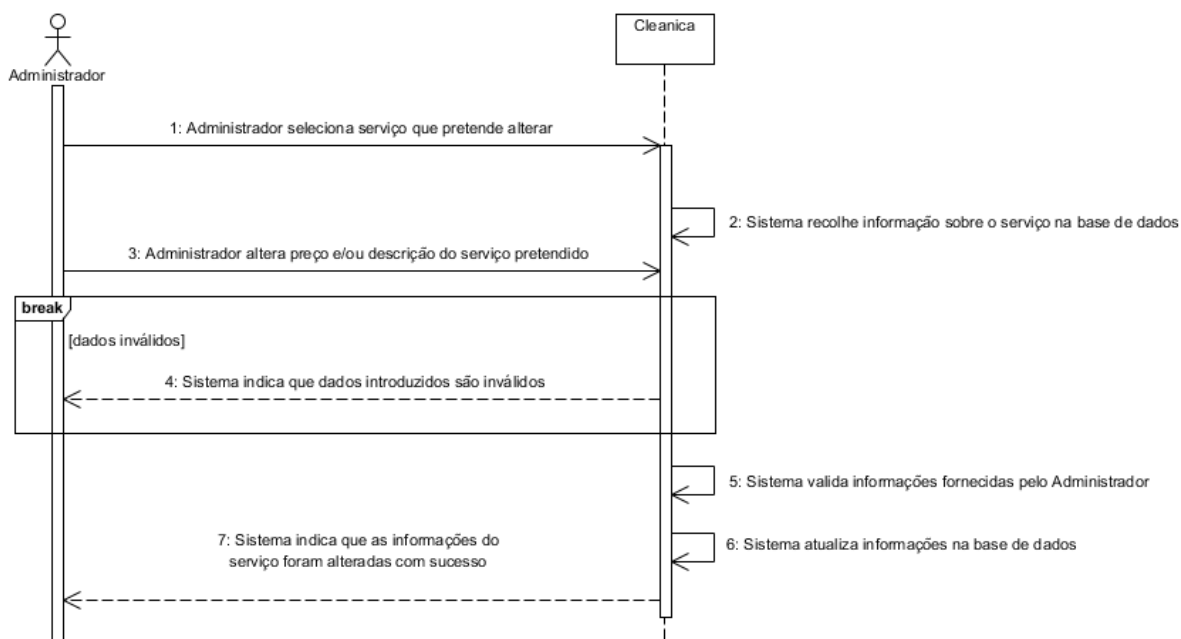 Cleanica
Administrador
1: Administrador seleciona serviço que pretende alterar
2: Sistema recolhe informação sobre o serviço na base de dados
3: Administrador altera preço e/ou descrição do serviço pretendido
break
[dados inválidos]
4: Sistema indica que dados introduzidos são inválidos
5: Sistema valida informações fornecidas pelo Administrador
7: Sistema indica que as informações do
serviço foram alteradas com sucesso
6: Sistema atualiza informações na base de dados